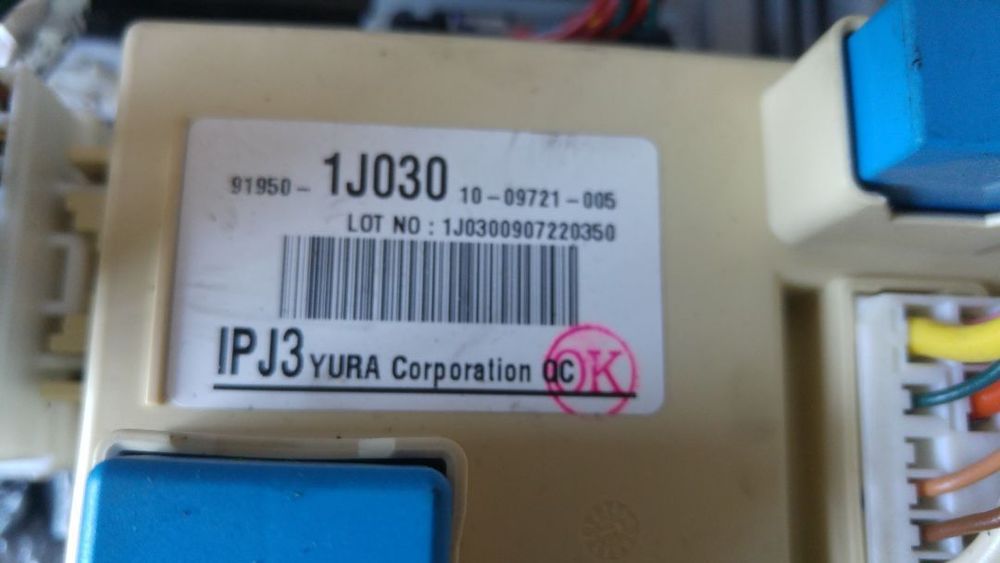 91950 - 1J030 10-09721-005
LOT NO : 1J0300907220350
IPJ3 YURA Corporation QC OK